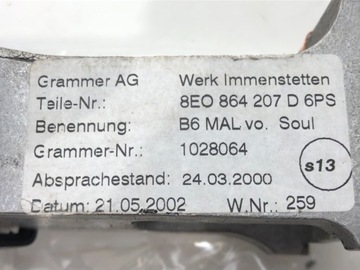 Grammer AG Werk Immenstetten
Teile-Nr.: 8EO 864 207 D 6PS
Benennung: B6 MAL vo. Soul
Grammer-Nr.: 1028064
s13
Absprachestand: 24.03.2000
Datum: 21.05.2002 W.Nr.: 259